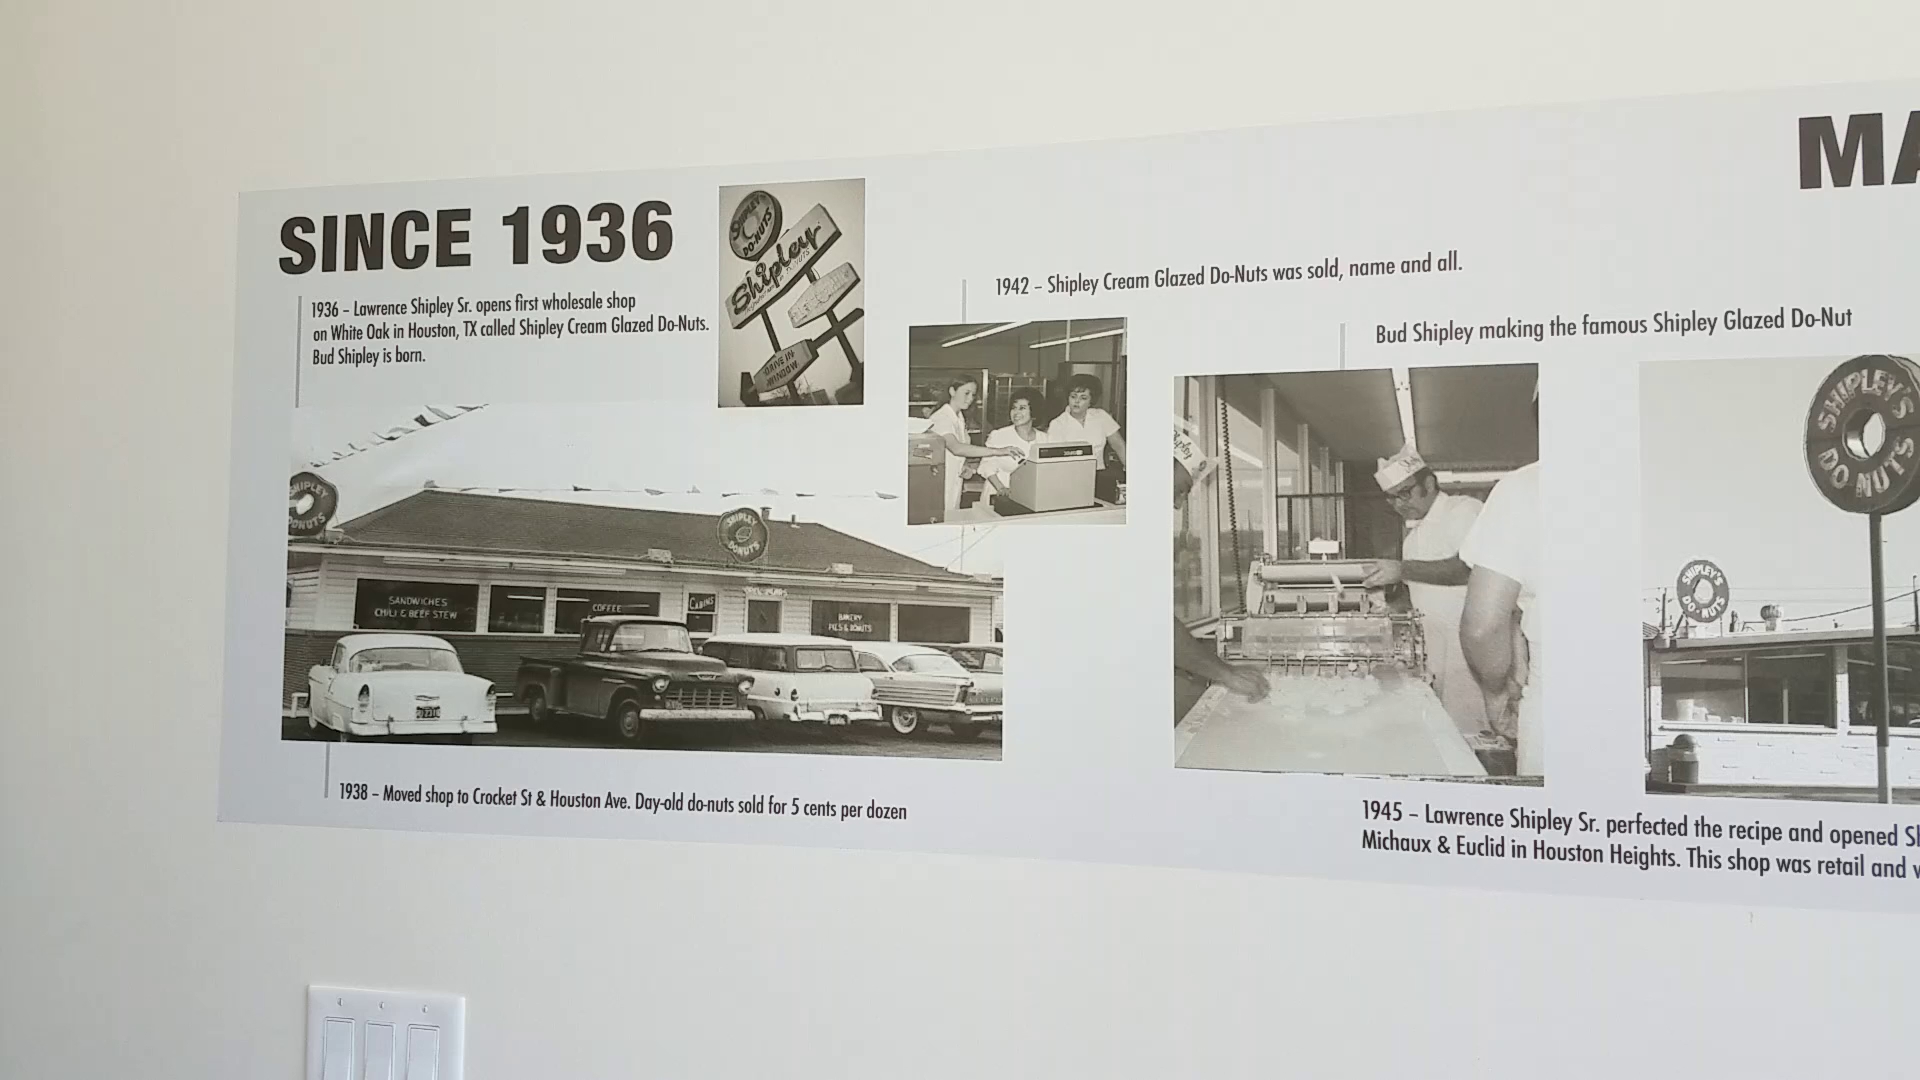 SINCE 1936
1936 – Lawrence Shipley Sr. opens first wholesale shop
on White Oak in Houston, TX called Shipley Cream Glazed Do-Nuts.
Bud Shipley is born.
SHIPLEY'S
DO-NUTS
Shipley
DRIVE IN
WINDOW
SHIPLEY
DONUTS
SHIPLEY
DONUTS
SANDWICHES
CHILI & BEEF STEW
COFFEE
CABINS
BAKERY
PIES & DONUTS
1938 – Moved shop to Crocket St & Houston Ave. Day-old do-nuts sold for 5 cents per dozen
1942 – Shipley Cream Glazed Do-Nuts was sold, name and all.
Bud Shipley making the famous Shipley Glazed Do-Nut
Shipley
MA
SHIPLEY'S
DO NUTS
SHIPLEY'S
DO-NUTS
1945 – Lawrence Shipley Sr. perfected the recipe and opened
Michaux & Euclid in Houston Heights. This shop was retail and